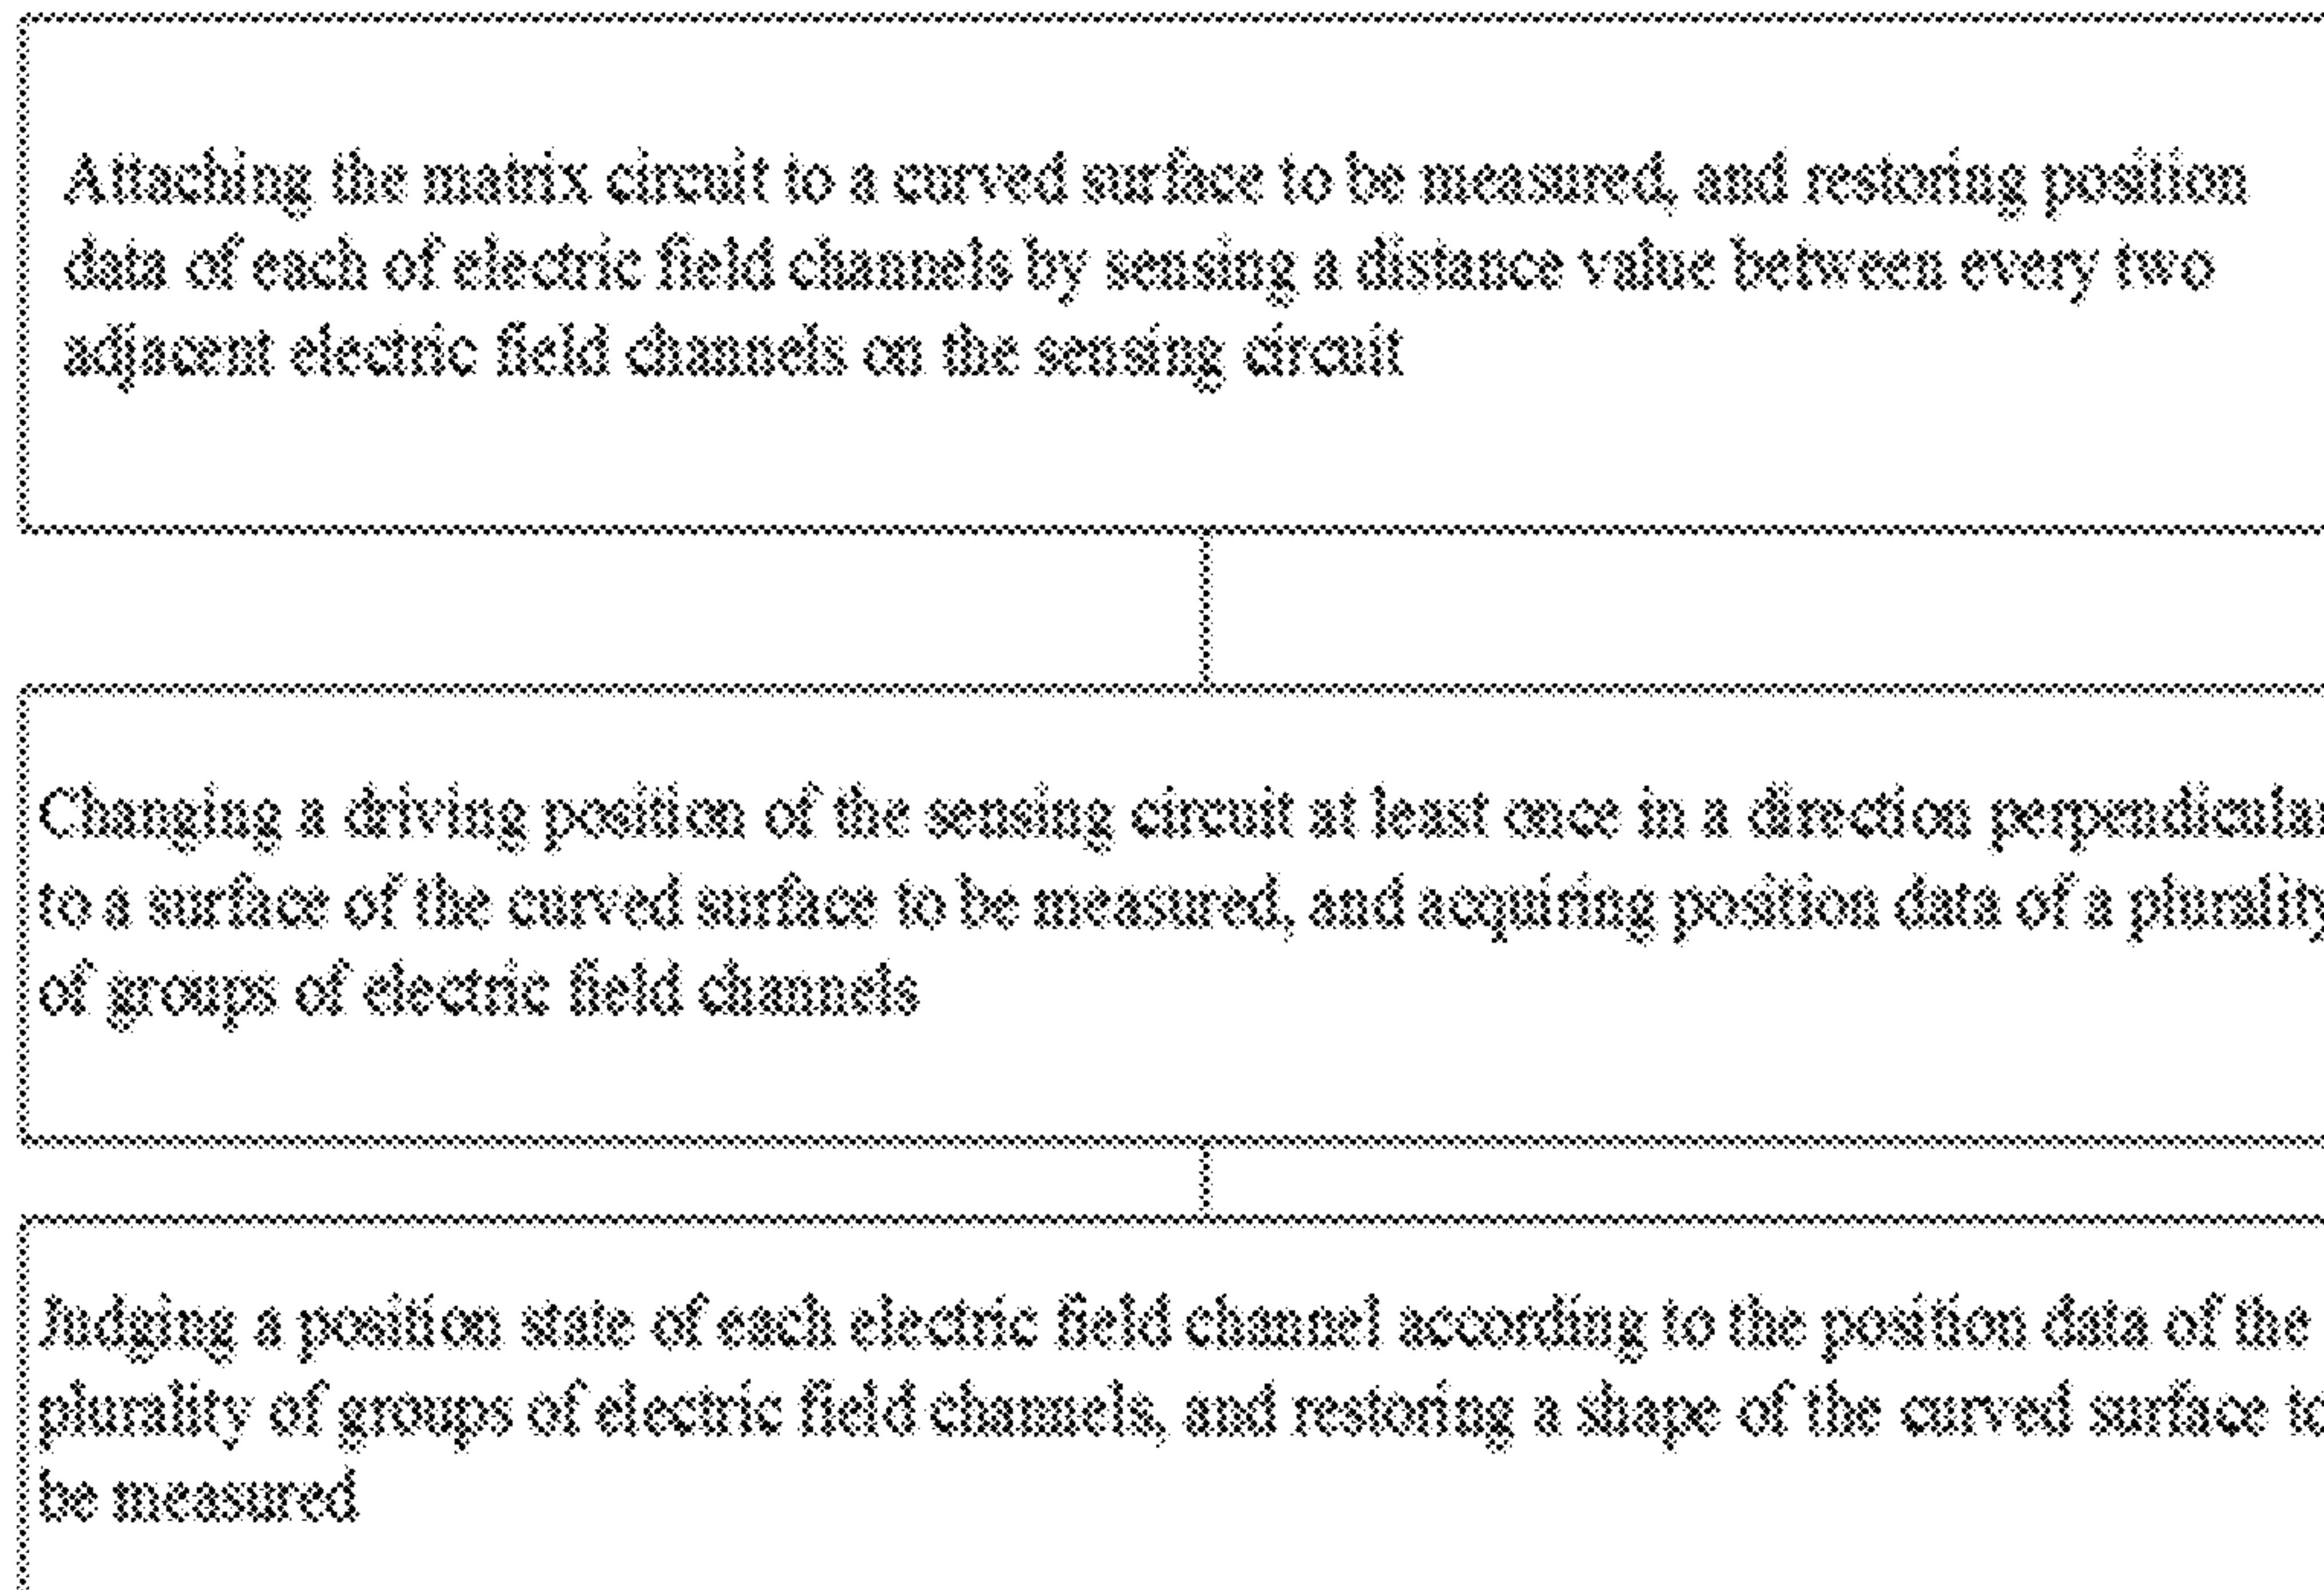 Attaching the matrix circuit to a curved surface to be measured, and restoring position
data of each of electric field channels by sensing a distance value between every two
adjacent electric field channels on the sensing circuit
Changing a driving position of the sensing circuit at least once in a direction perpendicular
to a surface of the curved surface to be measured, and acquiring position data of a plurality
of groups of electric field channels
Judging a position state of each electric field channel according to the position data of the
plurality of groups of electric field channels, and restoring a shape of the curved surface to
be measured